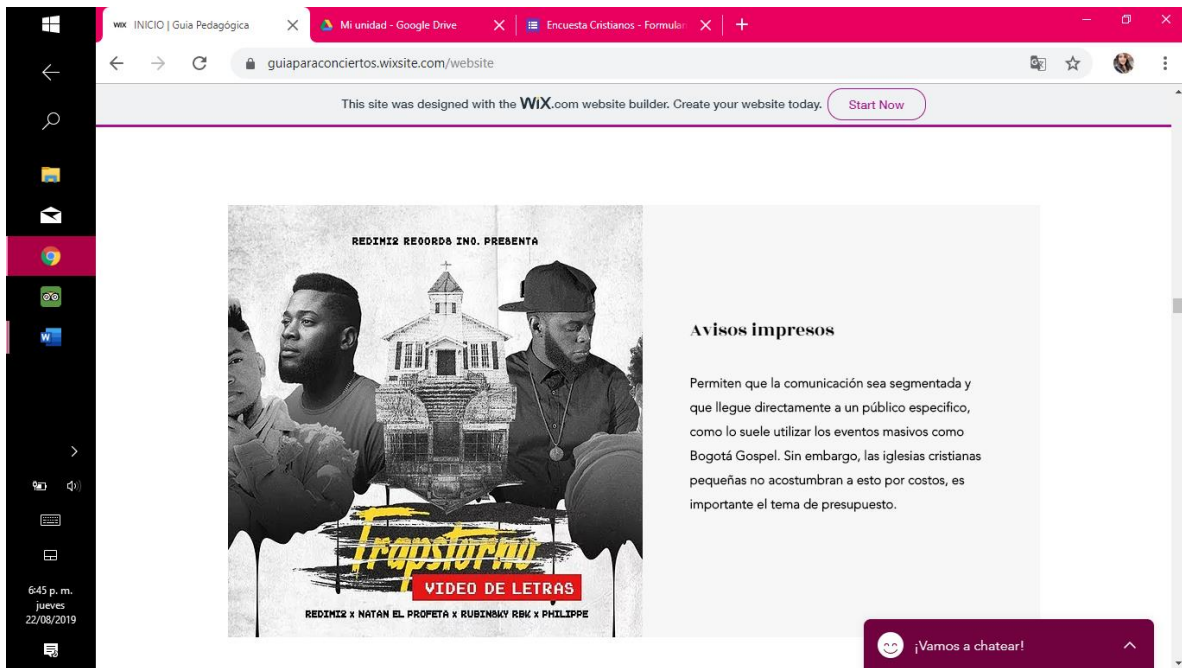 WiX INICIO | Guia Pedagógica
Mi unidad - Google Drive
Encuesta Cristianos - Formular
guiaparaconciertos.wixsite.com/website
This site was designed with the WiX.com website builder. Create your website today. Start Now
REDIMI2 RECORDS INC. PRESENTA
Trapstorno
VIDEO DE LETRAS
REDIMI2 x NATAN EL PROFETA x RUBINSKY RBK x PHILIPPE
Avisos impresos
Permiten que la comunicación sea segmentada y
que llegue directamente a un público especifico,
como lo suele utilizar los eventos masivos como
Bogotá Gospel. Sin embargo, las iglesias cristianas
pequeñas no acostumbran a esto por costos, es
importante el tema de presupuesto.
¡Vamos a chatear!
6:45 p. m.
jueves
22/08/2019